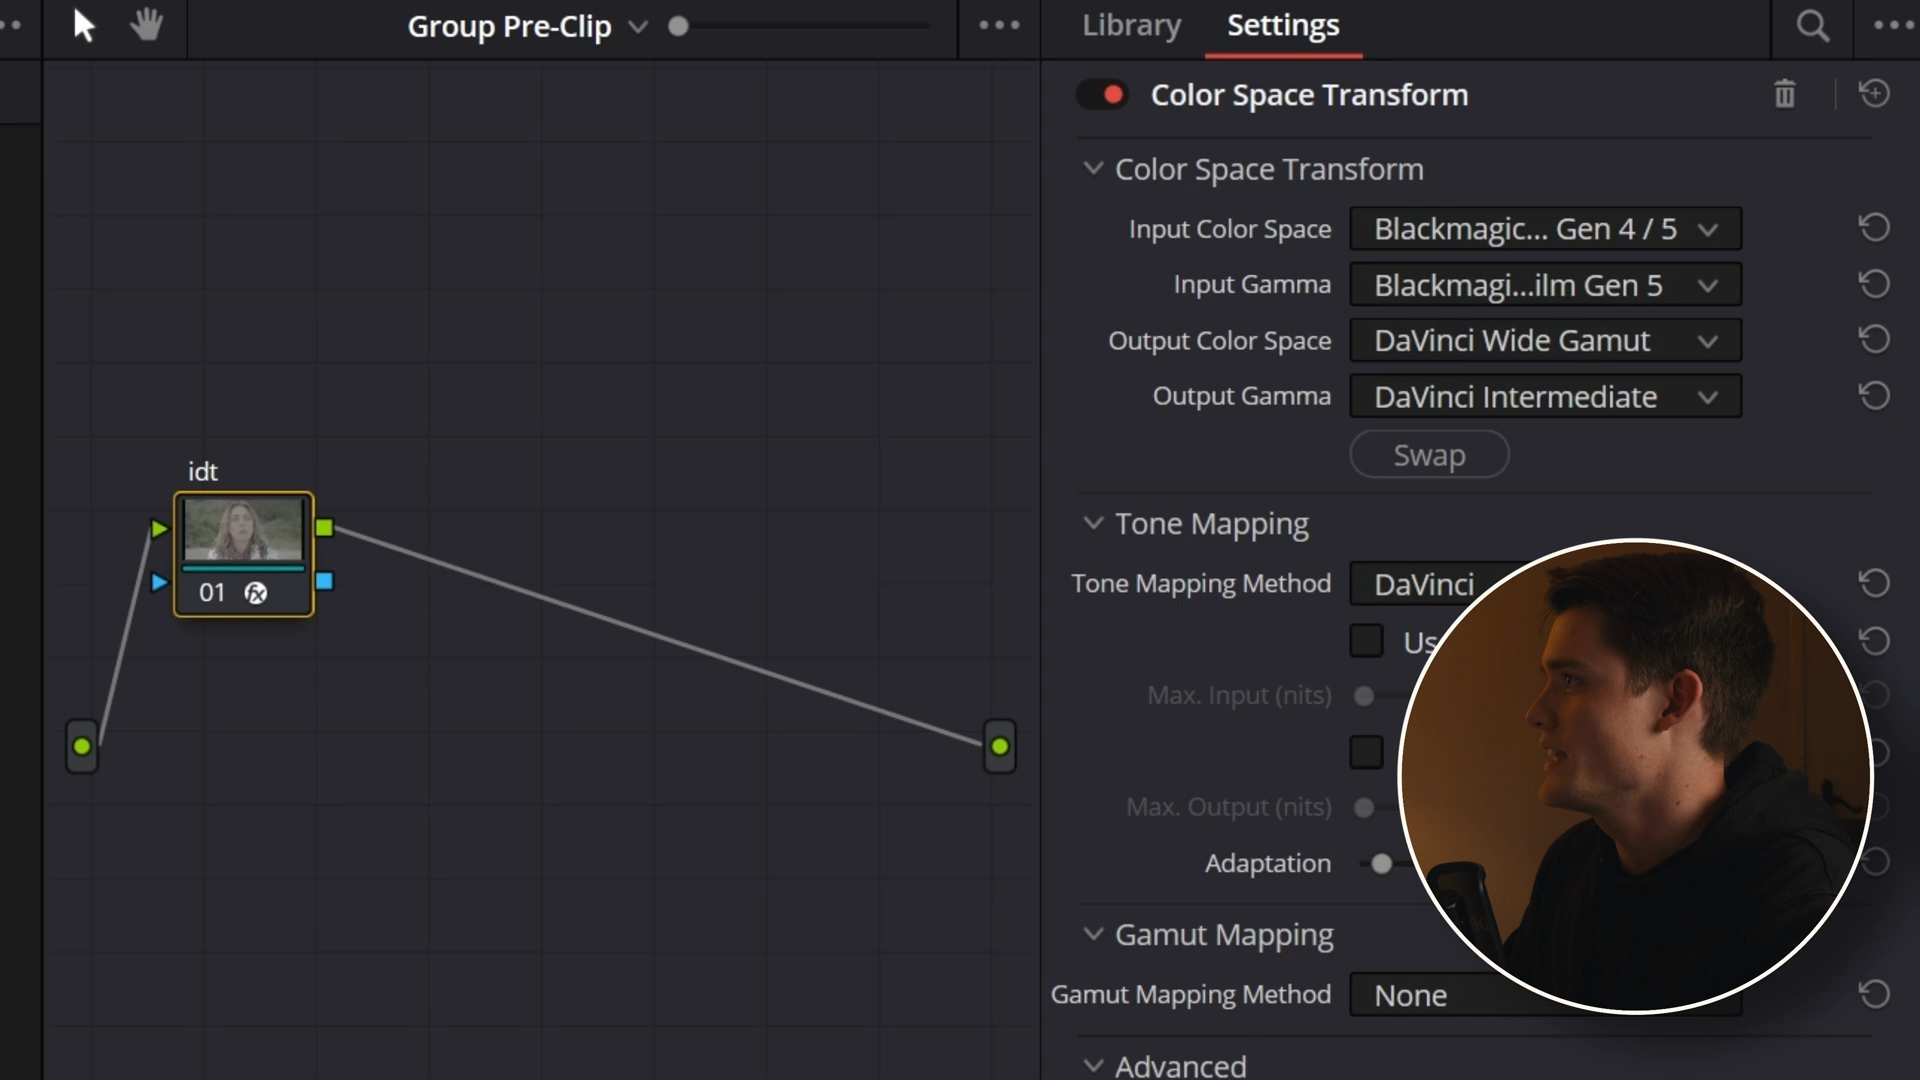 Group Pre-Clip
Library
Settings
Color Space Transform
Color Space Transform
Input Color Space
Blackmagic... Gen 4 / 5
Input Gamma
Blackmagi...ilm Gen 5
Output Color Space
DaVinci Wide Gamut
Output Gamma
DaVinci Intermediate
Swap
idt
01
fx
Tone Mapping
Tone Mapping Method
DaVinci
Us
Max. Input (nits)
Max. Output (nits)
Adaptation
Gamut Mapping
Gamut Mapping Method
None
Advanced